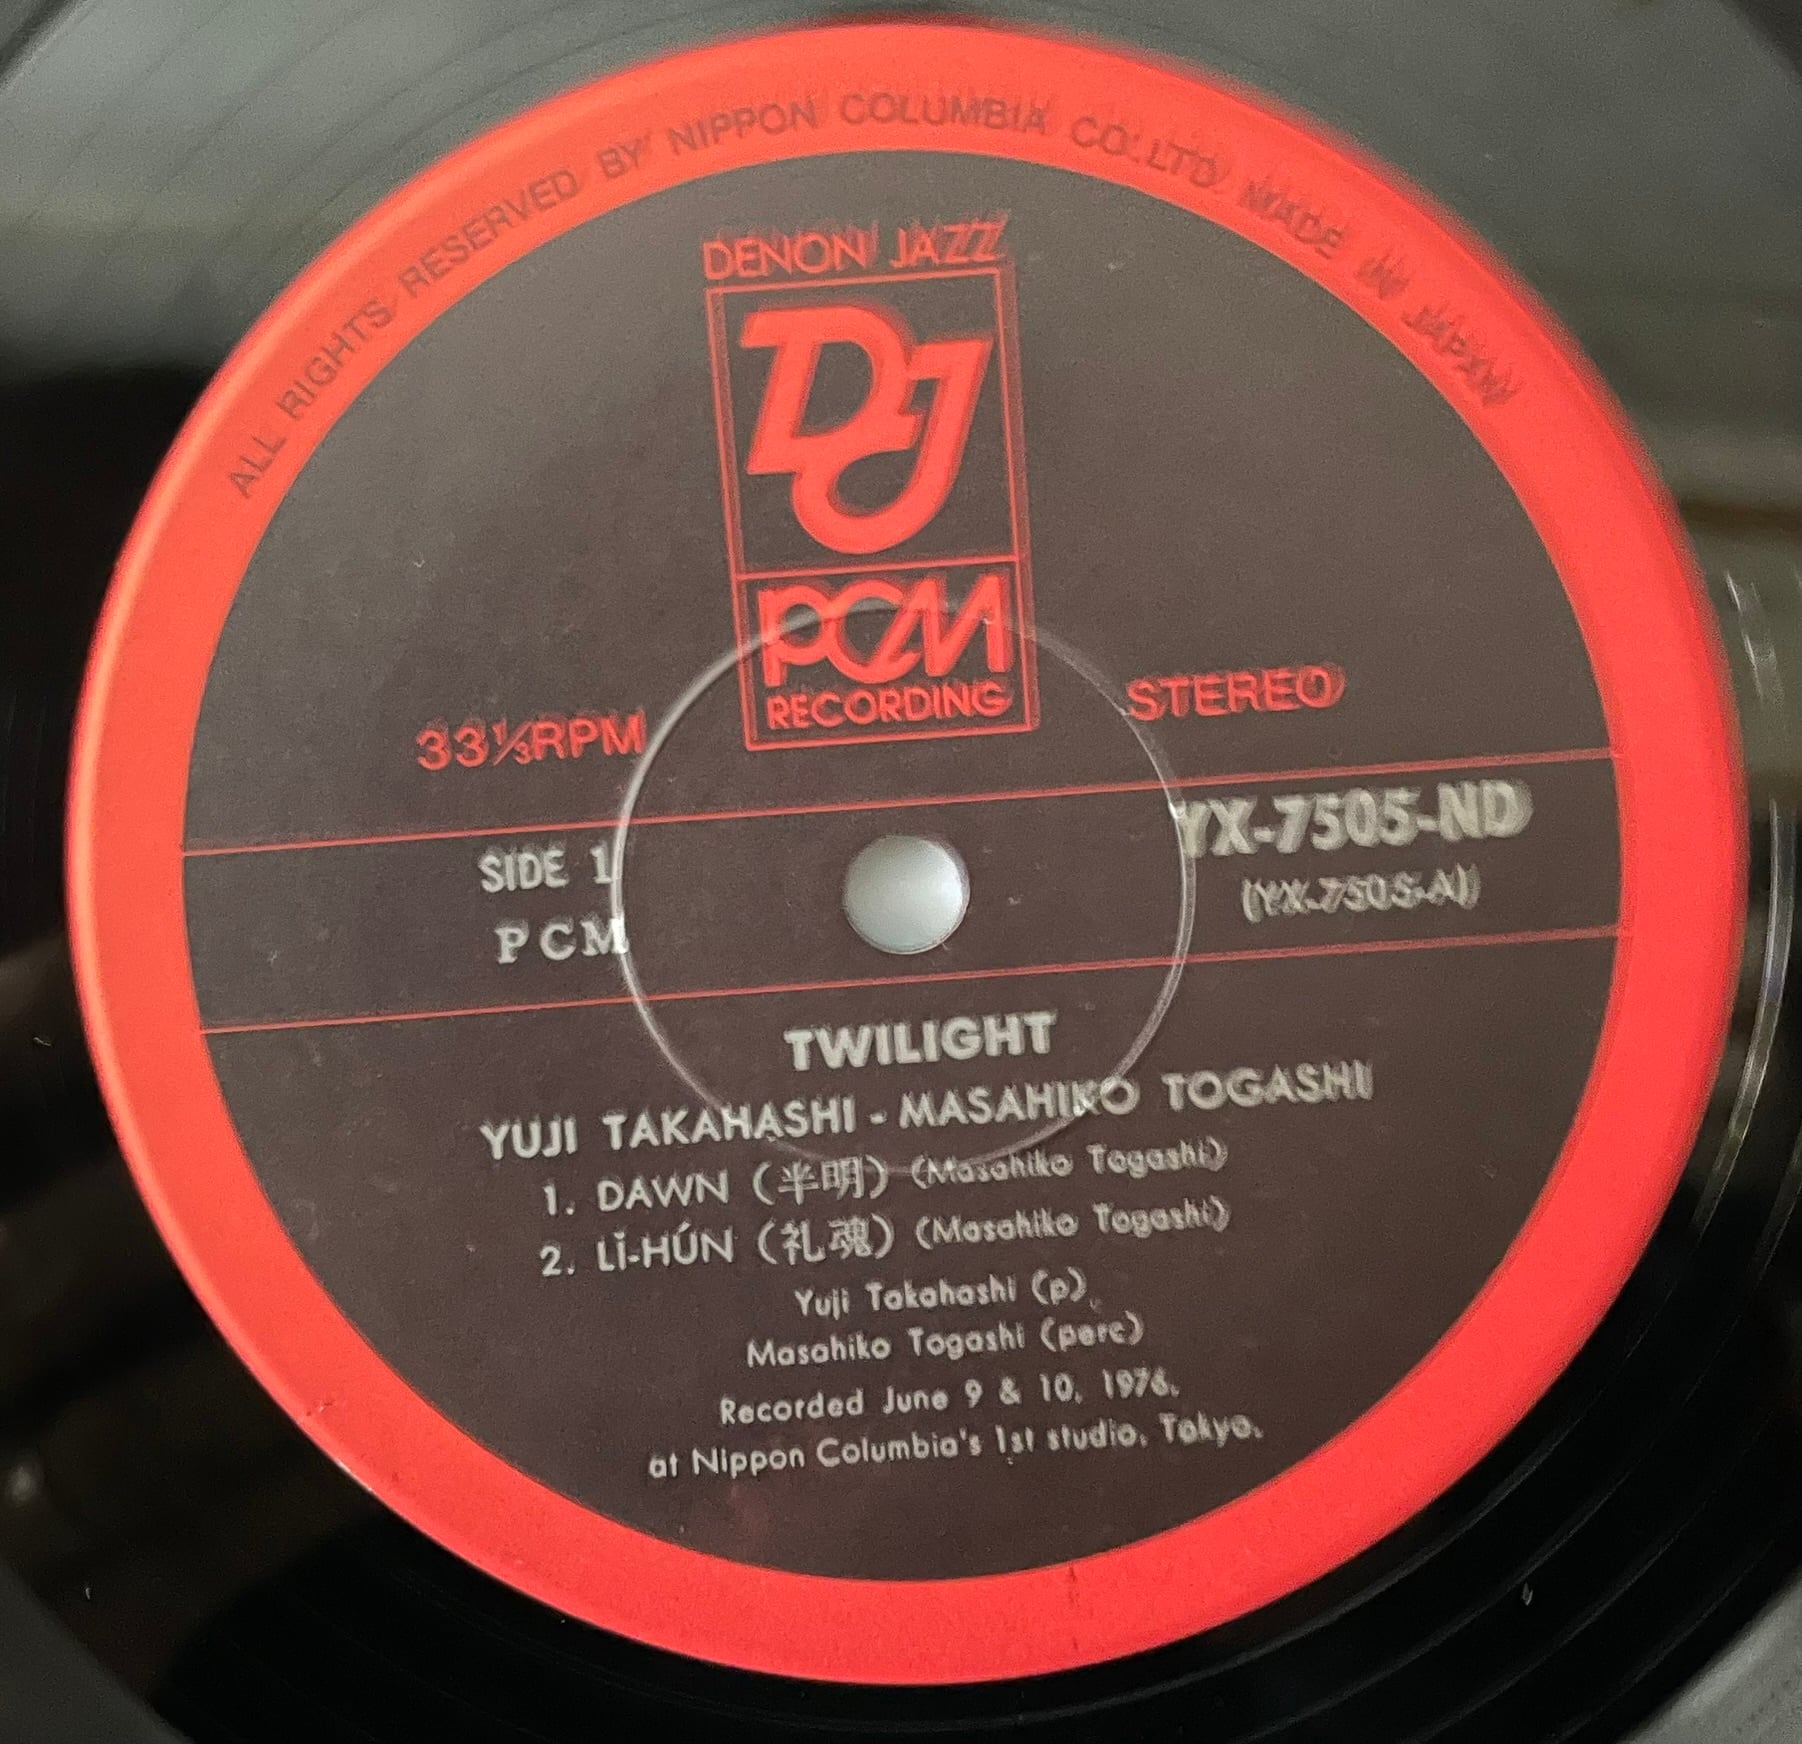 ALL RIGHTS RESERVED BY NIPPON COLUMBIA CO. LTD. MADE IN JAPAN
DENON JAZZ
DJ
PCM
RECORDING
33⅓RPM
STEREO
SIDE 1
YX-7505-ND
PCM
(YX-7505-A)
TWILIGHT
YUJI TAKAHASHI - MASAHIKO TOGASHI
1. DAWN (半明) (Masahiko Togashi)
2. LǏ-HÚN (礼魂) (Masahiko Togashi)
Yuji Takahashi (p)
Masahiko Togashi (perc)
Recorded June 9 & 10, 1976,
at Nippon Columbia's 1st studio, Tokyo.